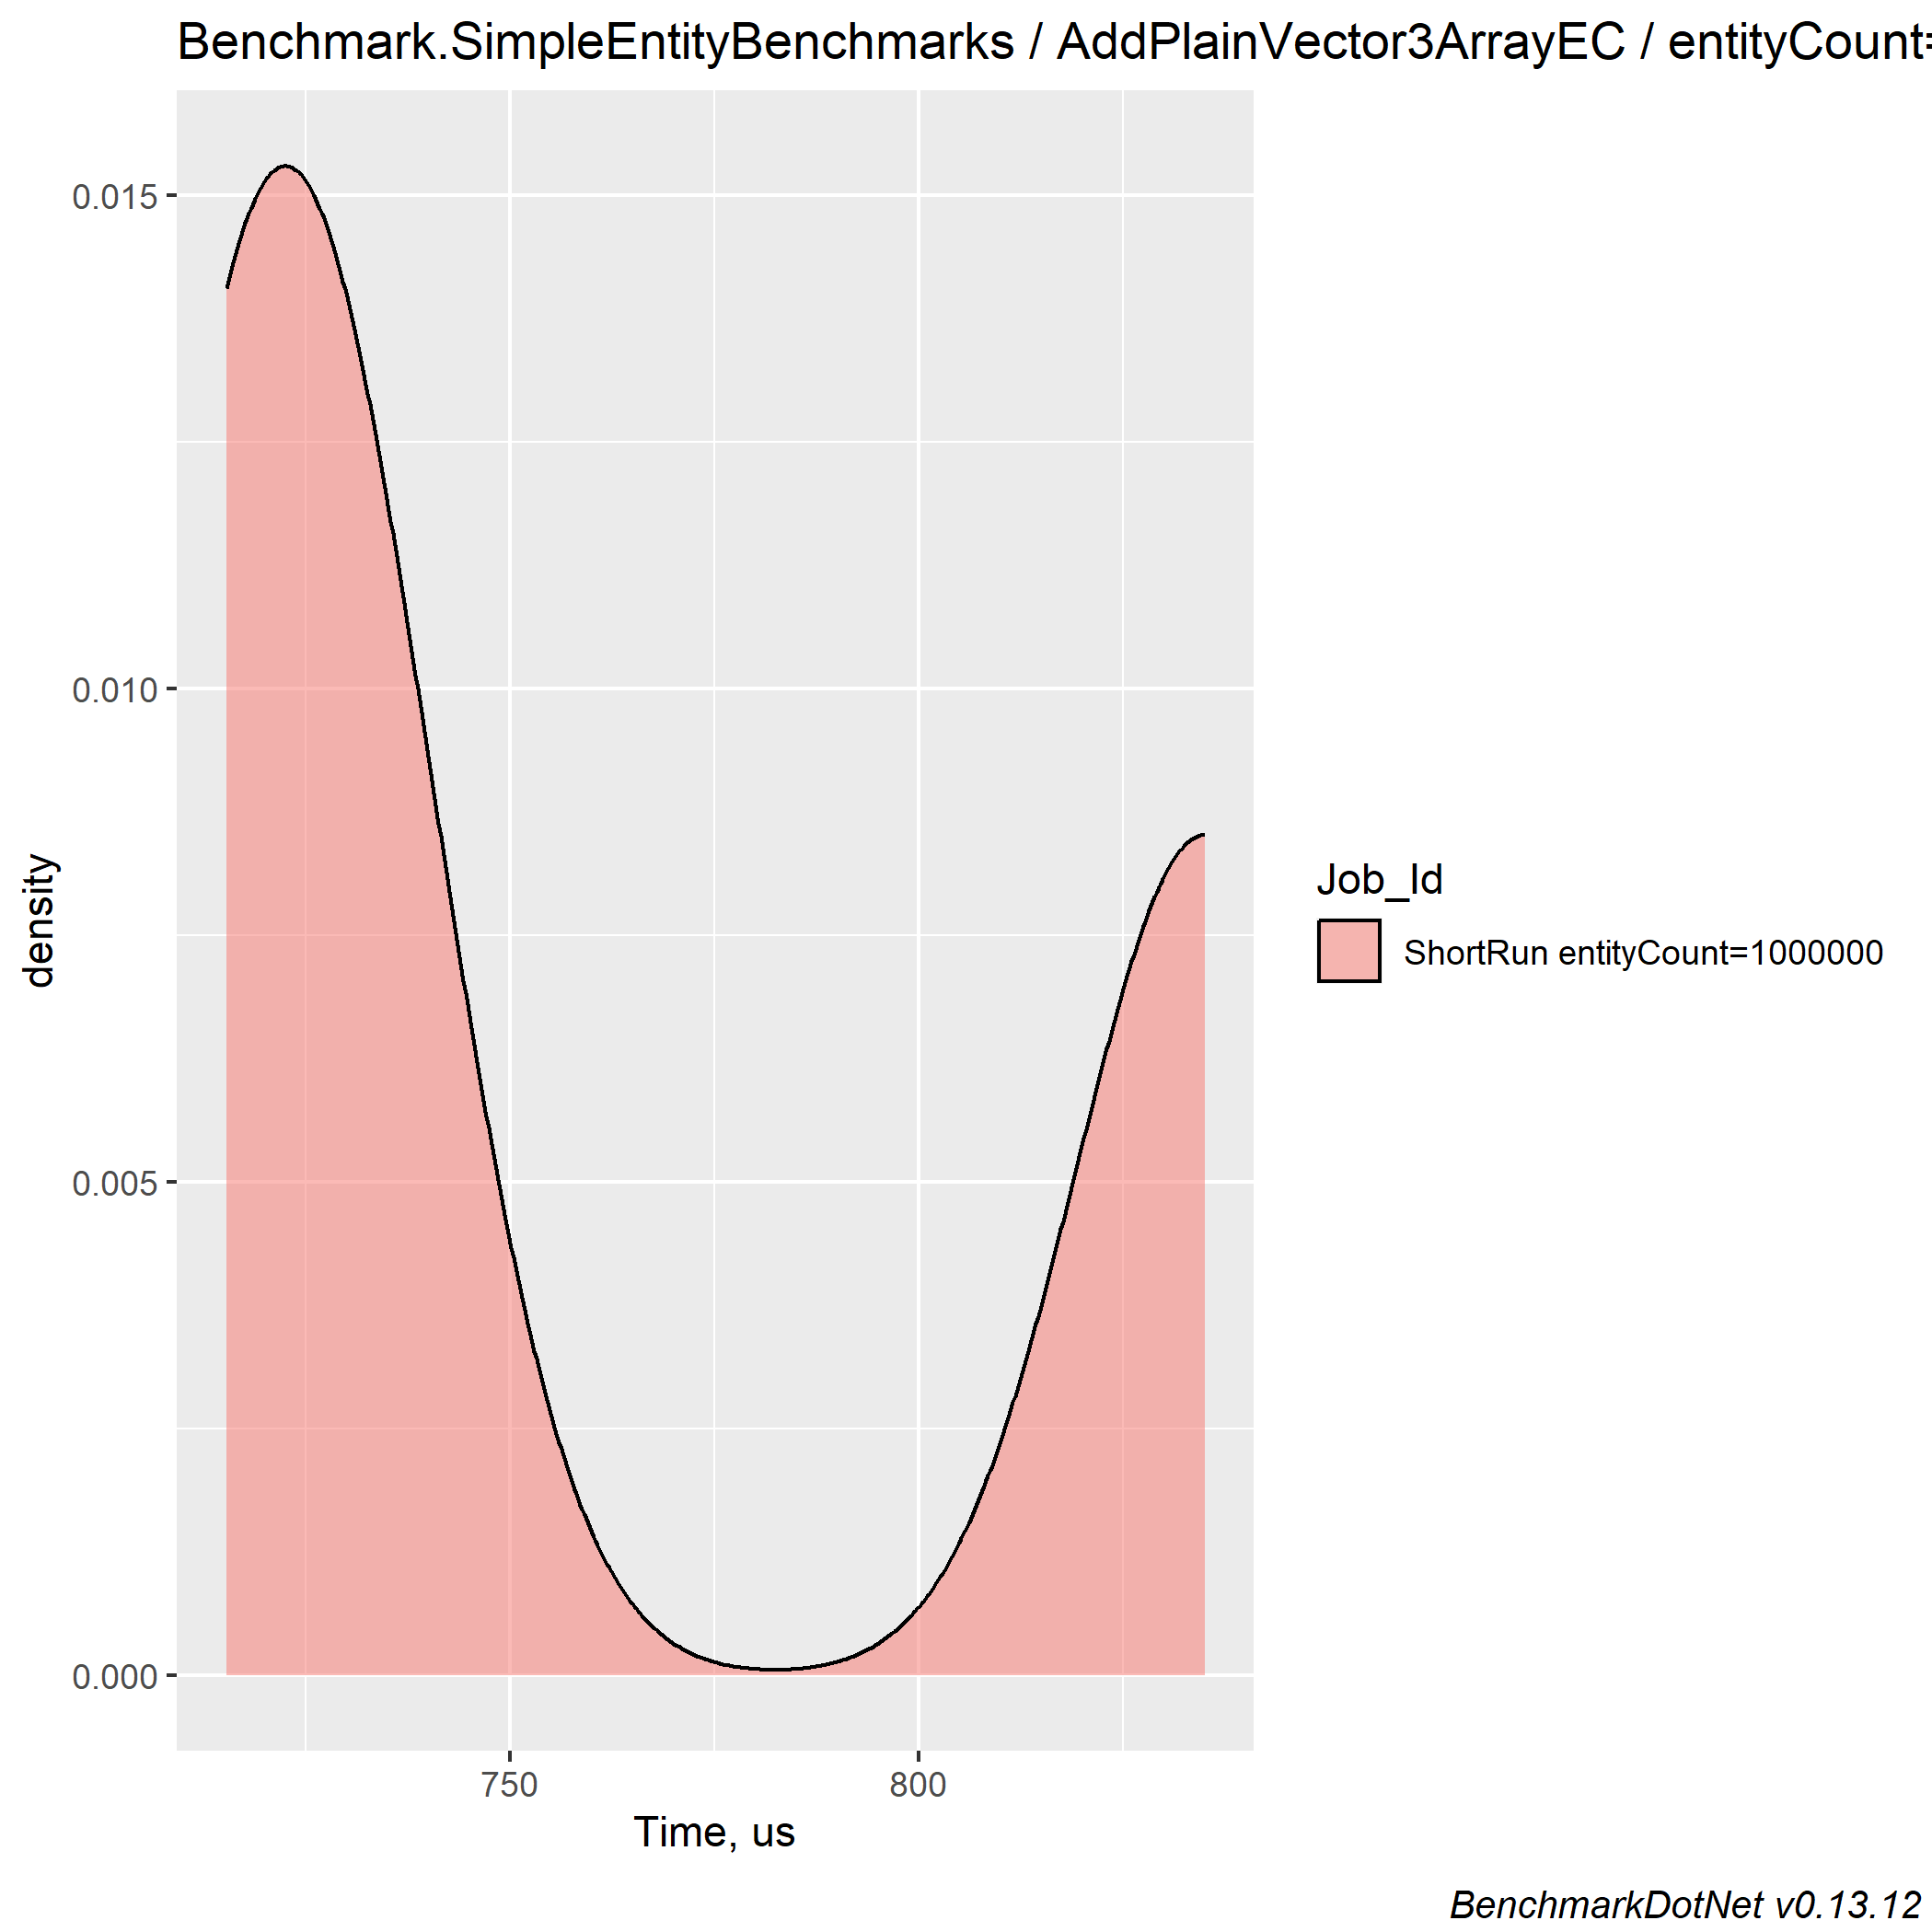 Benchmark.SimpleEntityBenchmarks / AddPlainVector3ArrayEC / entityCount=
0.015
0.010
0.005
0.000
density
750 800
Time, us
Job_Id
ShortRun entityCount=1000000
BenchmarkDotNet v0.13.12